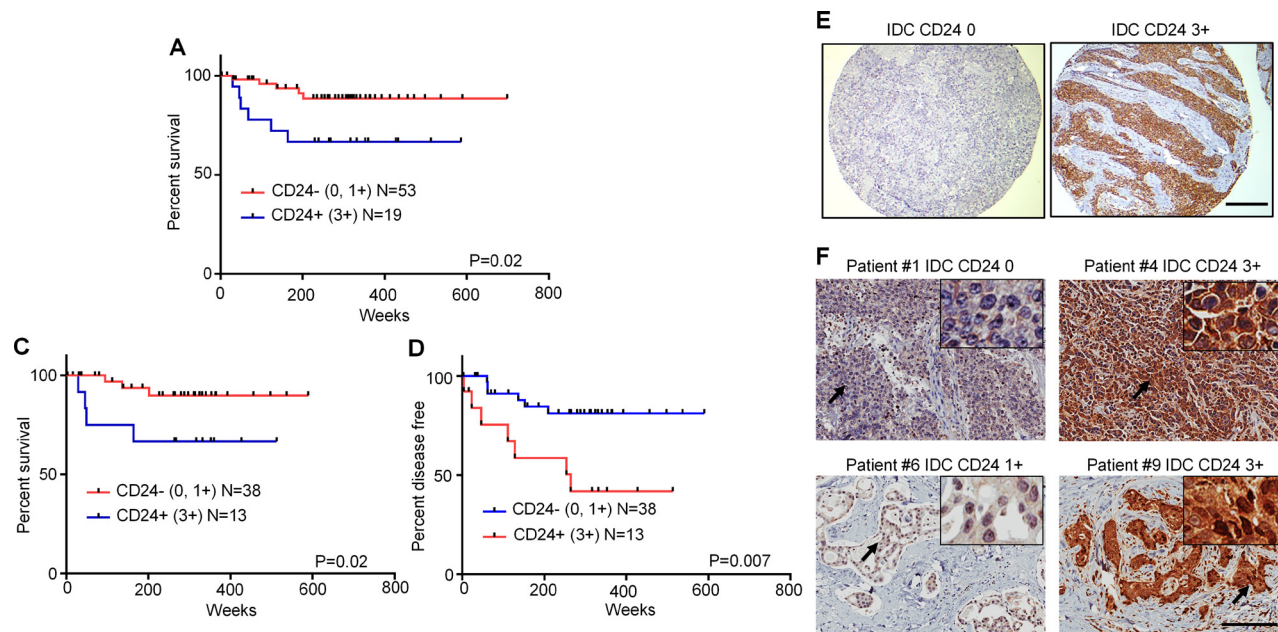 A
100
50
0
Percent survival
CD24- (0, 1+) N=53
CD24+ (3+) N=19
P=0.02
0 200 400 600 800
Weeks
C
100
50
0
Percent survival
CD24- (0, 1+) N=38
CD24+ (3+) N=13
P=0.02
0 200 400 600 800
Weeks
D
100
50
0
Percent disease free
CD24- (0, 1+) N=38
CD24+ (3+) N=13
P=0.007
0 200 400 600 800
Weeks
E
IDC CD24 0
IDC CD24 3+
F
Patient #1 IDC CD24 0
Patient #4 IDC CD24 3+
Patient #6 IDC CD24 1+
Patient #9 IDC CD24 3+